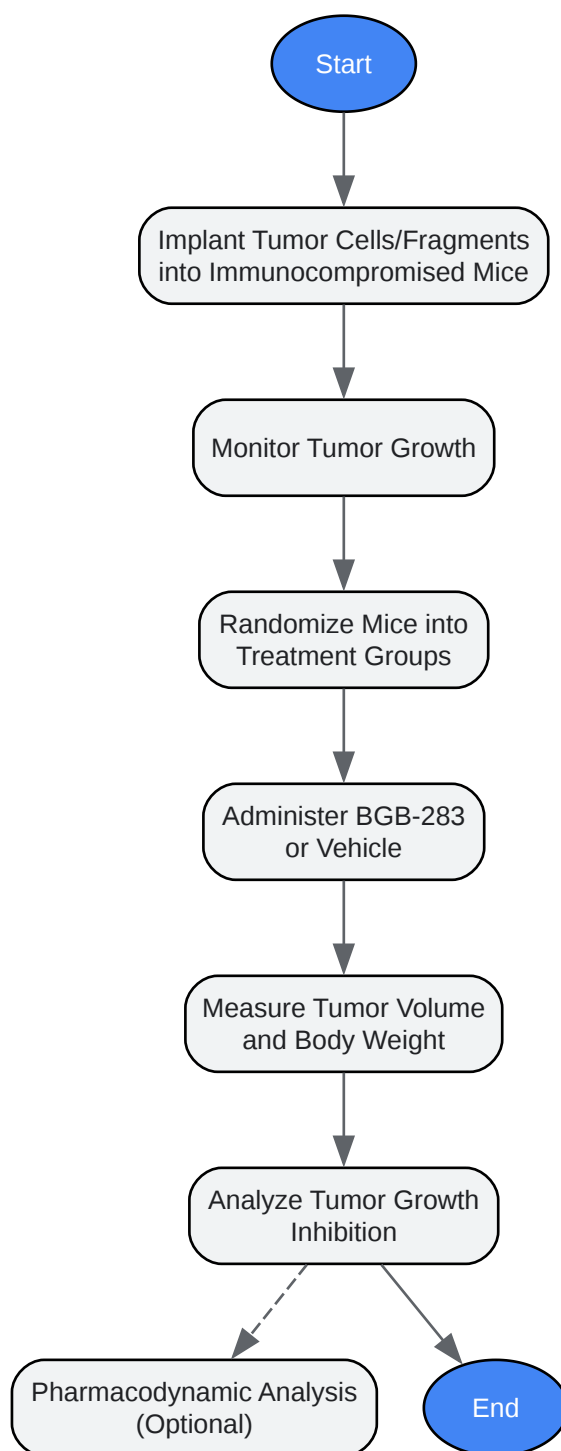 Start
Implant Tumor Cells/Fragments
into Immunocompromised Mice
Monitor Tumor Growth
Randomize Mice into
Treatment Groups
Administer BGB-283
or Vehicle
Measure Tumor Volume
and Body Weight
Analyze Tumor Growth
Inhibition
Pharmacodynamic Analysis
(Optional)
End